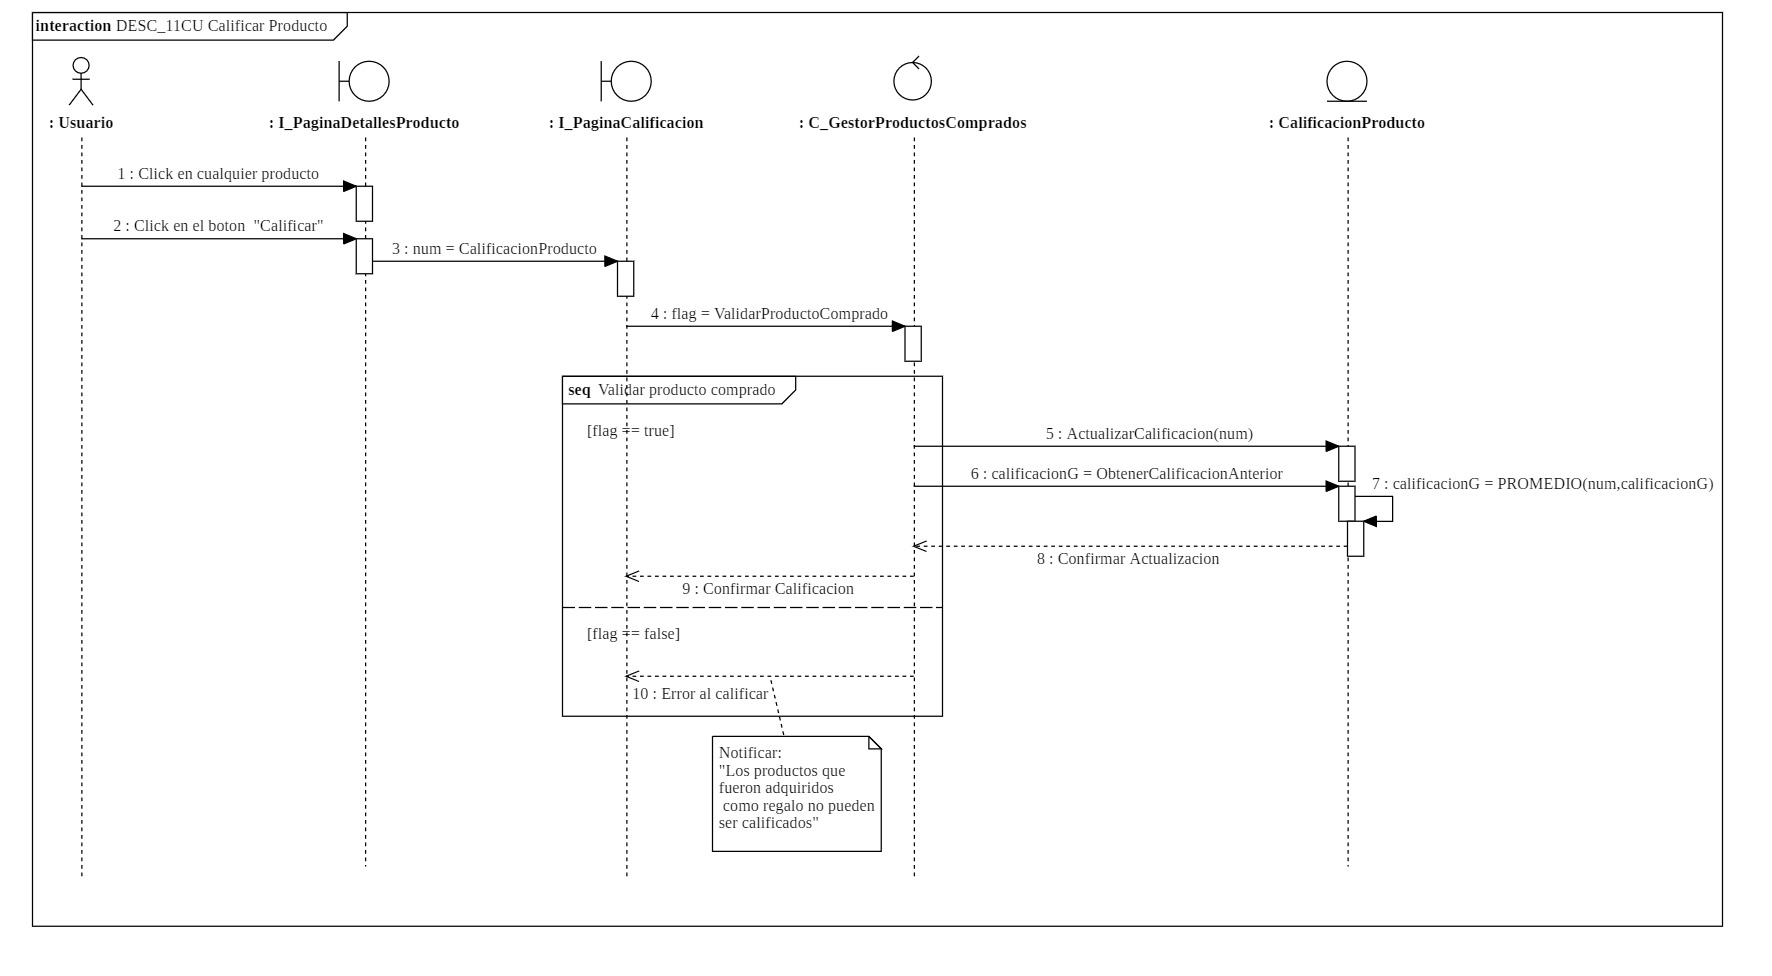 interaction DESC_11CU Calificar Producto
: Usuario
: I_PaginaDetallesProducto
: I_PaginaCalificacion
: C_GestorProductosComprados
: CalificacionProducto
1 : Click en cualquier producto
2 : Click en el boton  "Calificar"
3 : num = CalificacionProducto
4 : flag = ValidarProductoComprado
seq  Validar producto comprado
[flag == true]
5 : ActualizarCalificacion(num)
6 : calificacionG = ObtenerCalificacionAnterior
7 : calificacionG = PROMEDIO(num,calificacionG)
8 : Confirmar Actualizacion
9 : Confirmar Calificacion
[flag == false]
10 : Error al calificar
Notificar:
"Los productos que
fueron adquiridos
como regalo no pueden
ser calificados"